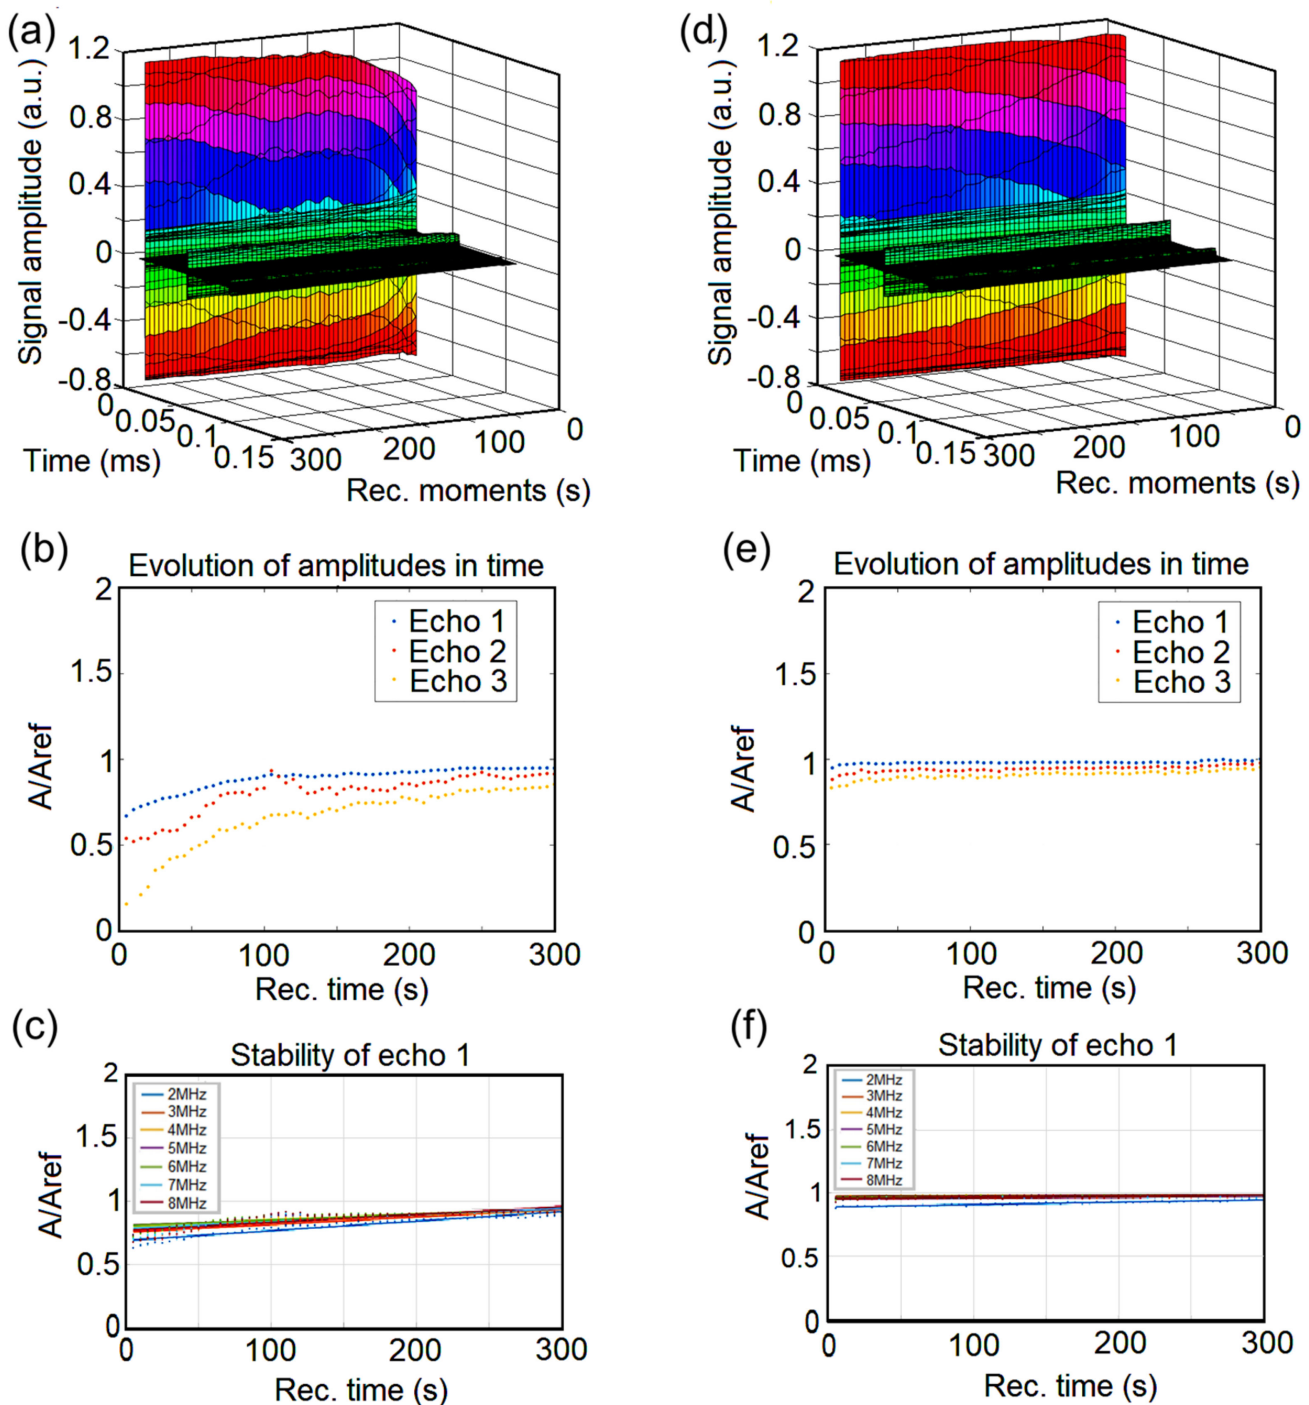 (a)
1.2
0.8
0.4
0
-0.4
-0.8
Signal amplitude (a.u.)
0
0.05
0.1
0.15
Time (ms)
300
200
100
0
Rec. moments (s)
(d)
1.2
0.8
0.4
0
-0.4
-0.8
Signal amplitude (a.u.)
0
0.05
0.1
0.15
Time (ms)
300
200
100
0
Rec. moments (s)
(b)
Evolution of amplitudes in time
2
1.5
1
0.5
0
A/Aref
Echo 1
Echo 2
Echo 3
0
100
200
300
Rec. time (s)
(e)
Evolution of amplitudes in time
2
1.5
1
0.5
0
A/Aref
Echo 1
Echo 2
Echo 3
0
100
200
300
Rec. time (s)
(c)
Stability of echo 1
2
1.5
1
0.5
0
A/Aref
2MHz
3MHz
4MHz
5MHz
6MHz
7MHz
8MHz
0
100
200
300
Rec. time (s)
(f)
Stability of echo 1
2
1.5
1
0.5
0
A/Aref
2MHz
3MHz
4MHz
5MHz
6MHz
7MHz
8MHz
0
100
200
300
Rec. time (s)